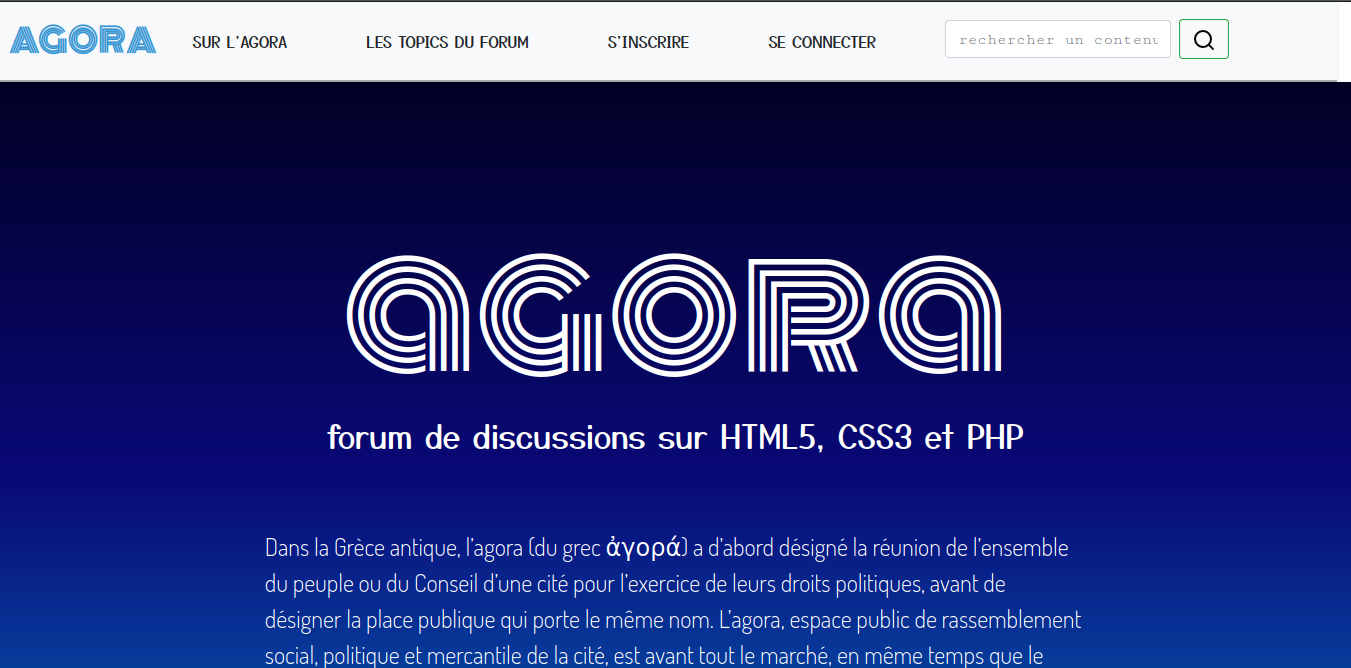 AGORA
SUR L'AGORA
LES TOPICS DU FORUM
S'INSCRIRE
SE CONNECTER
rechercher un contenu
agora
forum de discussions sur HTML5, CSS3 et PHP
Dans la Grèce antique, l'agora (du grec ἀγορά) a d'abord désigné la réunion de l'ensemble
du peuple ou du Conseil d'une cité pour l'exercice de leurs droits politiques, avant de
désigner la place publique qui porte le même nom. L'agora, espace public de rassemblement
social, politique et mercantile de la cité, est avant tout le marché, en même temps que le